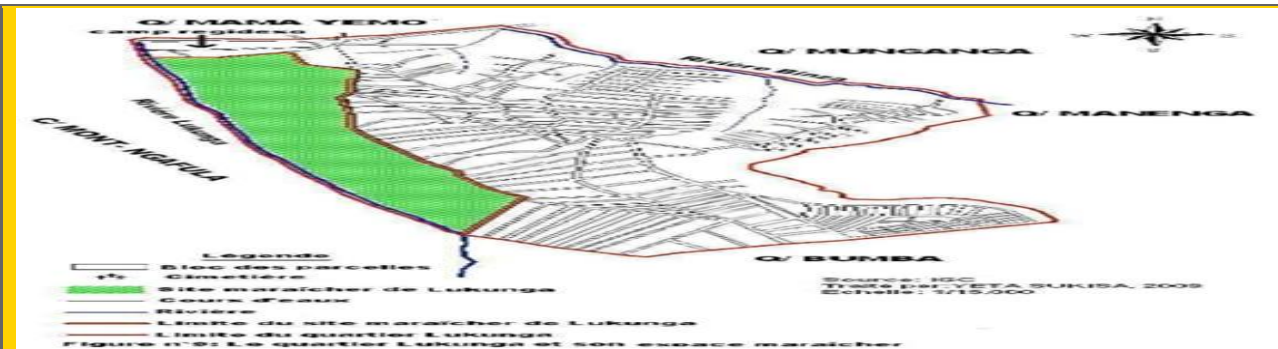 Q/ MAMA YEMO
camp regideso
Q/ MUNGANGA
N
Rivière Binza
Q/ MANENGA
Rivière Lukunga
C/ MONT. NGAFULA
Q/ BUMBA
Légende
Bloc des parcelles
Cimetière
Site maraîcher de Lukunga
Cours d'eaux
Rivière
Limite du site maraîcher de Lukunga
Limite du quartier Lukunga
Source: IGC
Traité par: YETA SUKISA, 2009
Echelle: 1/15.000
Figure n°9: Le quartier Lukunga et son espace maraîcher